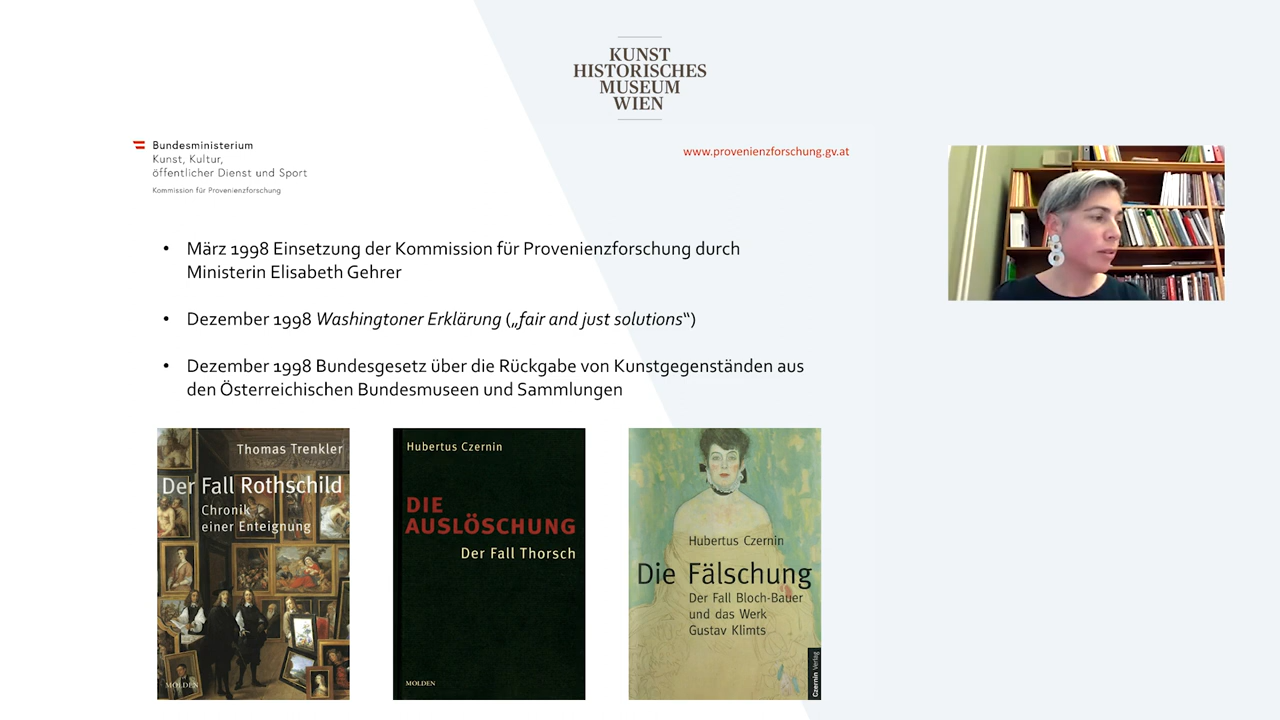 KUNST
HISTORISCHES
MUSEUM
WIEN
Bundesministerium
Kunst, Kultur,
öffentlicher Dienst und Sport
Kommission für Provenienzforschung
www.provenienzforschung.gv.at
• März 1998 Einsetzung der Kommission für Provenienzforschung durch
Ministerin Elisabeth Gehrer
• Dezember 1998 Washingtoner Erklärung („fair and just solutions“)
• Dezember 1998 Bundesgesetz über die Rückgabe von Kunstgegenständen aus
den Österreichischen Bundesmuseen und Sammlungen
Thomas Trenkler
Der Fall Rothschild
Chronik
einer Enteignung
MOLDEN
Hubertus Czernin
DIE
AUSLÖSCHUNG
Der Fall Thorsch
MOLDEN
Hubertus Czernin
Die Fälschung
Der Fall Bloch-Bauer
und das Werk
Gustav Klimts
Czernin Verlag